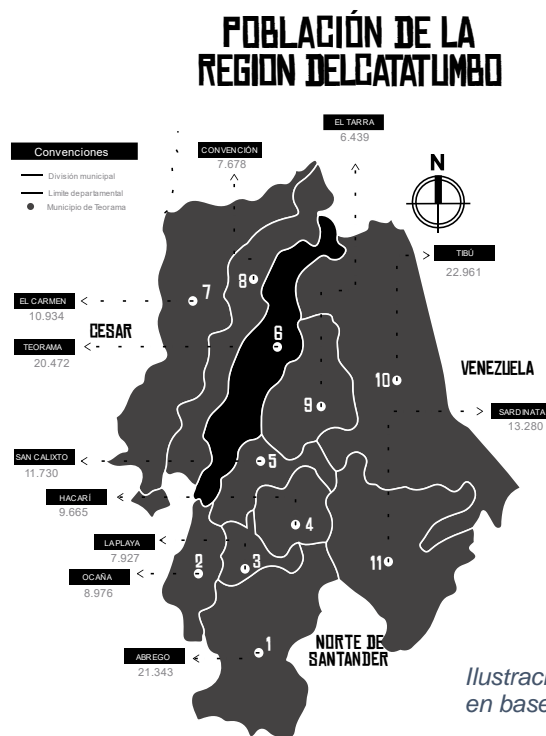 POBLACIÓN DE LA
REGION DELCATATUMBO
EL TARRA
6.439
CONVENCIÓN
7.678
Convenciones
División municipal
Límite departamental
Municipio de Teorama
N
TIBÚ
22.961
8
7
EL CARMEN
10.934
CESAR
6
TEORAMA
20.472
VENEZUELA
10
9
SARDINATA
13.280
SAN CALIXTO
11.730
5
HACARÍ
9.665
4
LA PLAYA
7.927
3
2
11
OCAÑA
8.976
1
NORTE DE
SANTANDER
ABREGO
21.343
Ilustraci
en base